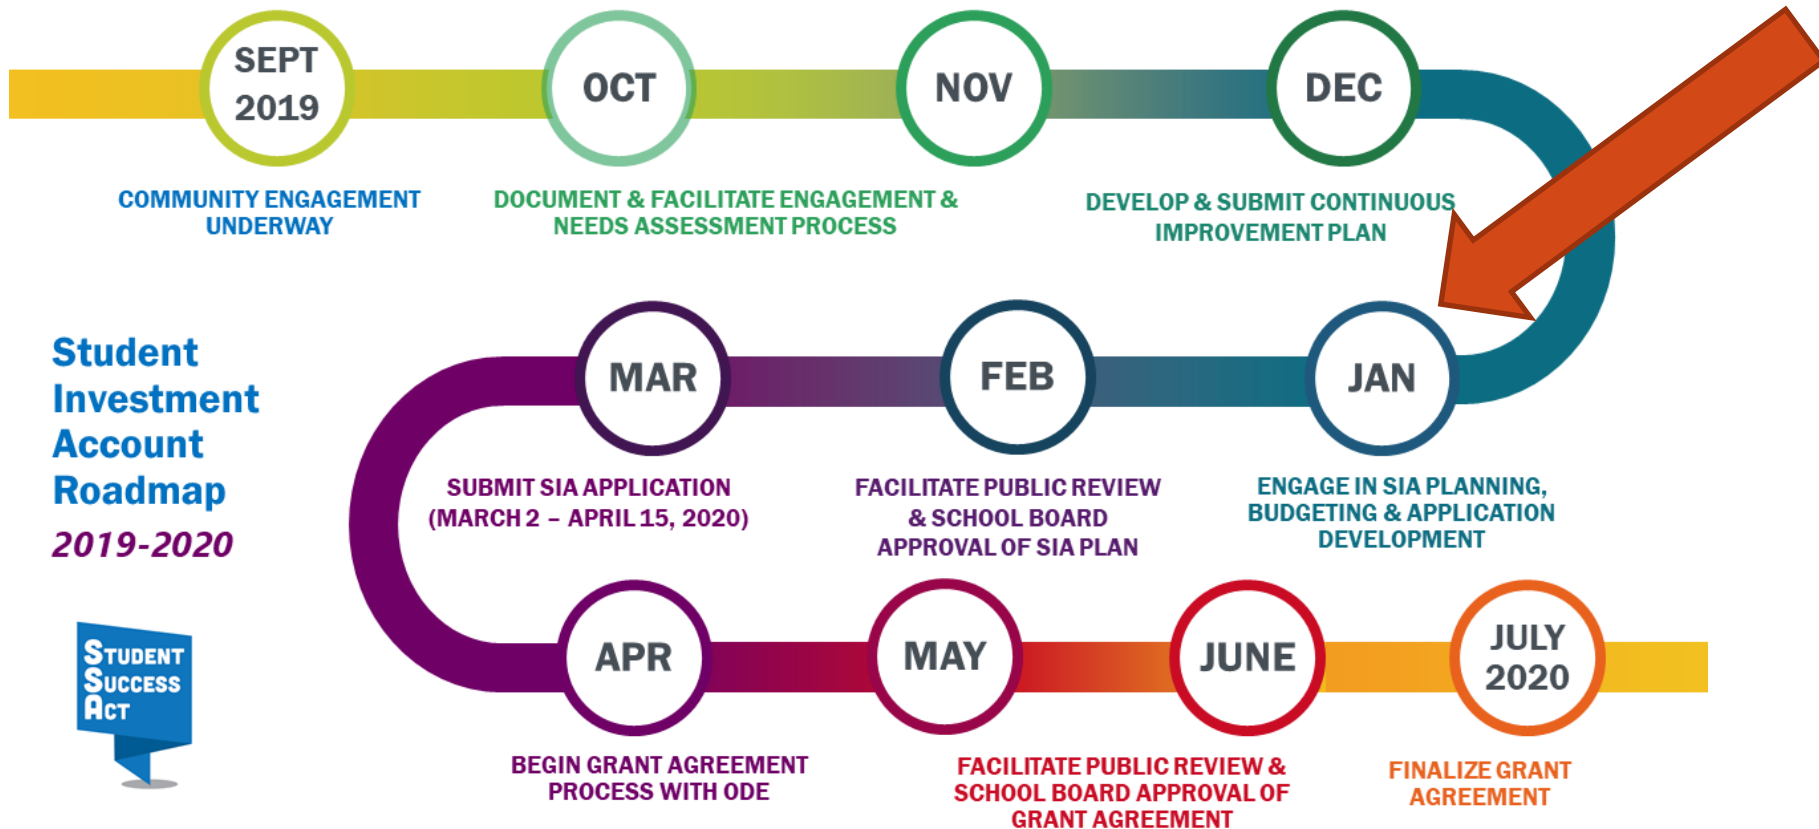 SEPT
2019
OCT
NOV
DEC
COMMUNITY ENGAGEMENT
UNDERWAY
DOCUMENT & FACILITATE ENGAGEMENT &
NEEDS ASSESSMENT PROCESS
DEVELOP & SUBMIT CONTINUOUS
IMPROVEMENT PLAN
Student
Investment
Account
Roadmap
2019-2020
JAN
ENGAGE IN SIA PLANNING,
BUDGETING & APPLICATION
DEVELOPMENT
FEB
FACILITATE PUBLIC REVIEW
& SCHOOL BOARD
APPROVAL OF SIA PLAN
MAR
SUBMIT SIA APPLICATION
(MARCH 2 – APRIL 15, 2020)
STUDENT
SUCCESS
ACT
APR
BEGIN GRANT AGREEMENT
PROCESS WITH ODE
MAY
JUNE
FACILITATE PUBLIC REVIEW &
SCHOOL BOARD APPROVAL OF
GRANT AGREEMENT
JULY
2020
FINALIZE GRANT
AGREEMENT